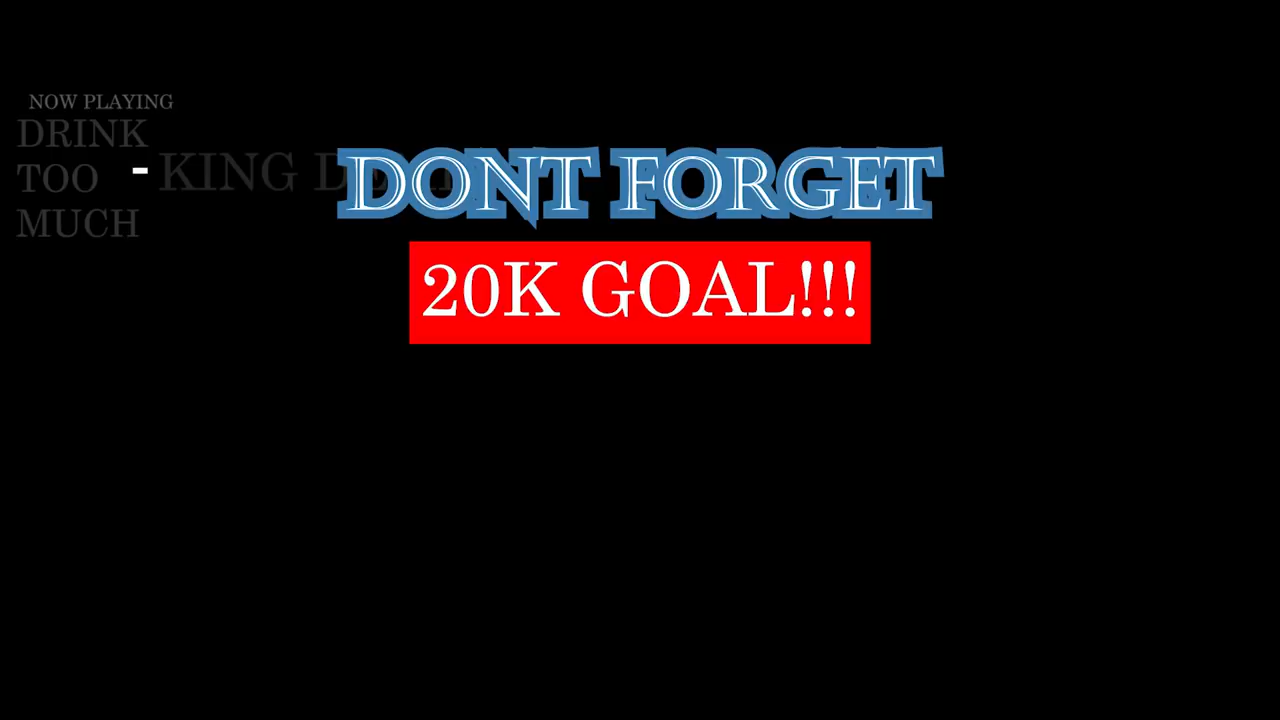 NOW PLAYING
DRINK
TOO
MUCH
- KING
DONT FORGET
20K GOAL!!!